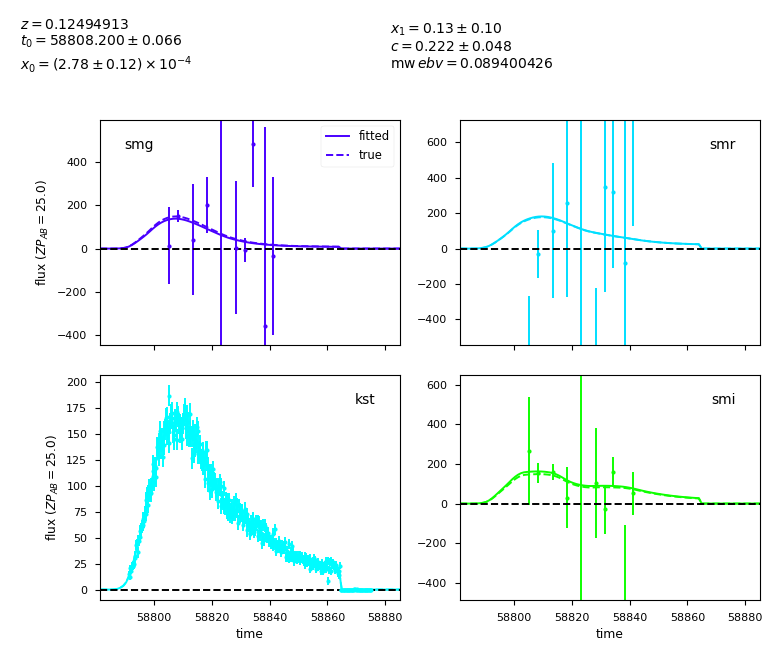 z = 0.12494913
t₀ = 58808.200 ± 0.066
x₀ = (2.78 ± 0.12) × 10⁻⁴
x₁ = 0.13 ± 0.10
c = 0.222 ± 0.048
mw ebv = 0.089400426
smg
fitted
true
400
200
0
−200
−400
flux (ZP_AB = 25.0)
smr
600
400
200
0
−200
−400
kst
200
175
150
125
100
75
50
25
0
flux (ZP_AB = 25.0)
58800 58820 58840 58860 58880
time
smi
600
400
200
0
−200
−400
58800 58820 58840 58860 58880
time